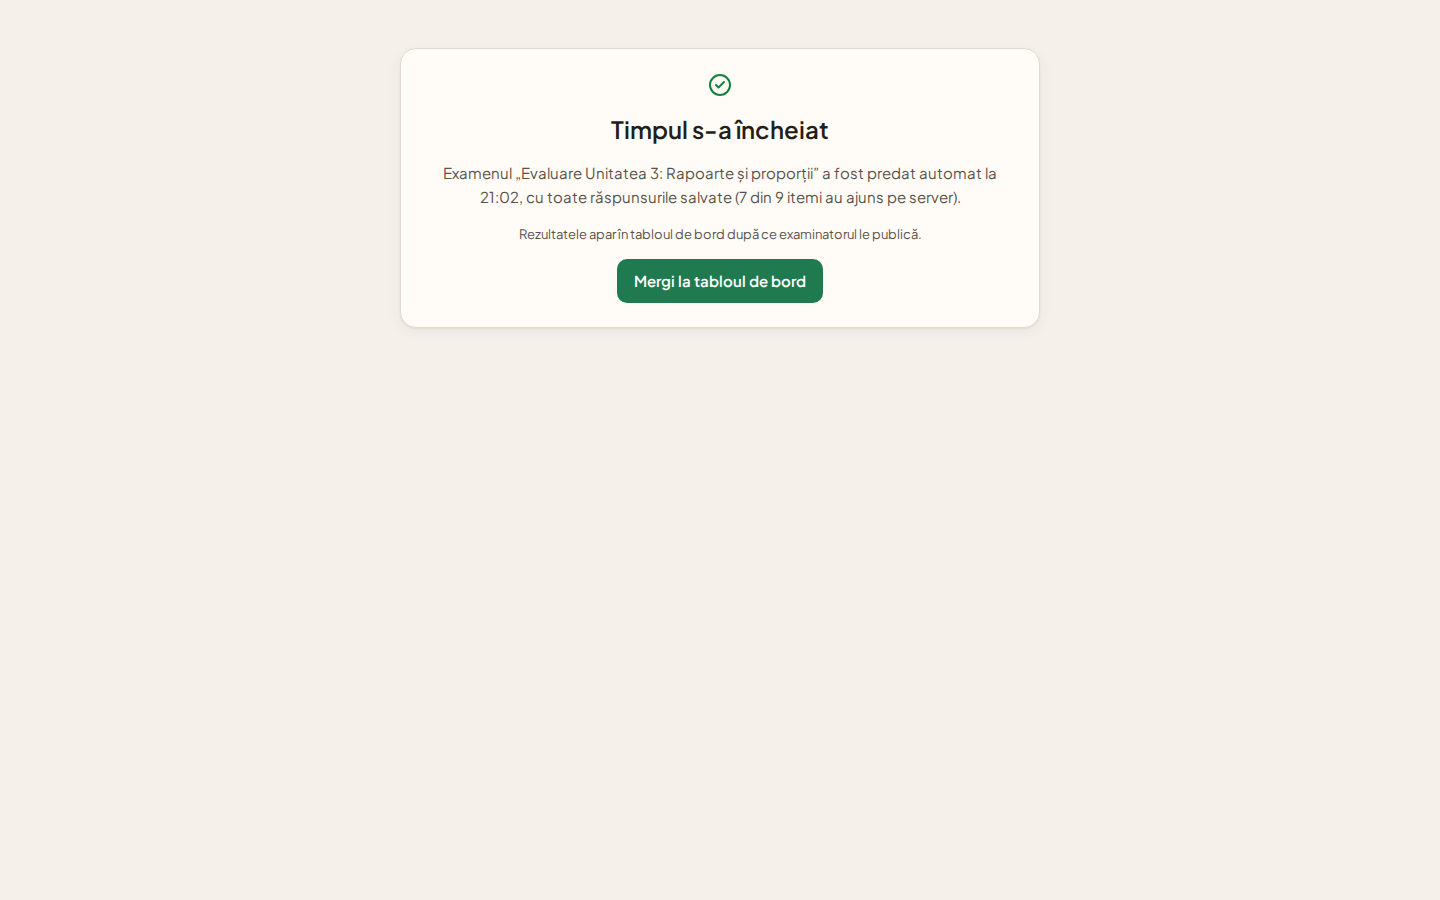 Timpul s-a încheiat
Examenul „Evaluare Unitatea 3: Rapoarte și proporții” a fost predat automat la
21:02, cu toate răspunsurile salvate (7 din 9 itemi au ajuns pe server).
Rezultatele apar în tabloul de bord după ce examinatorul le publică.
Mergi la tabloul de bord